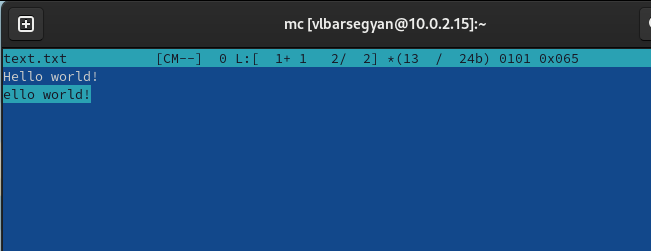 mc [vlbarsegyan@10.0.2.15]:~
text.txt [CM--] 0 L:[ 1+ 1 2/ 2] *(13 / 24b) 0101 0x065
Hello world!
ello world!